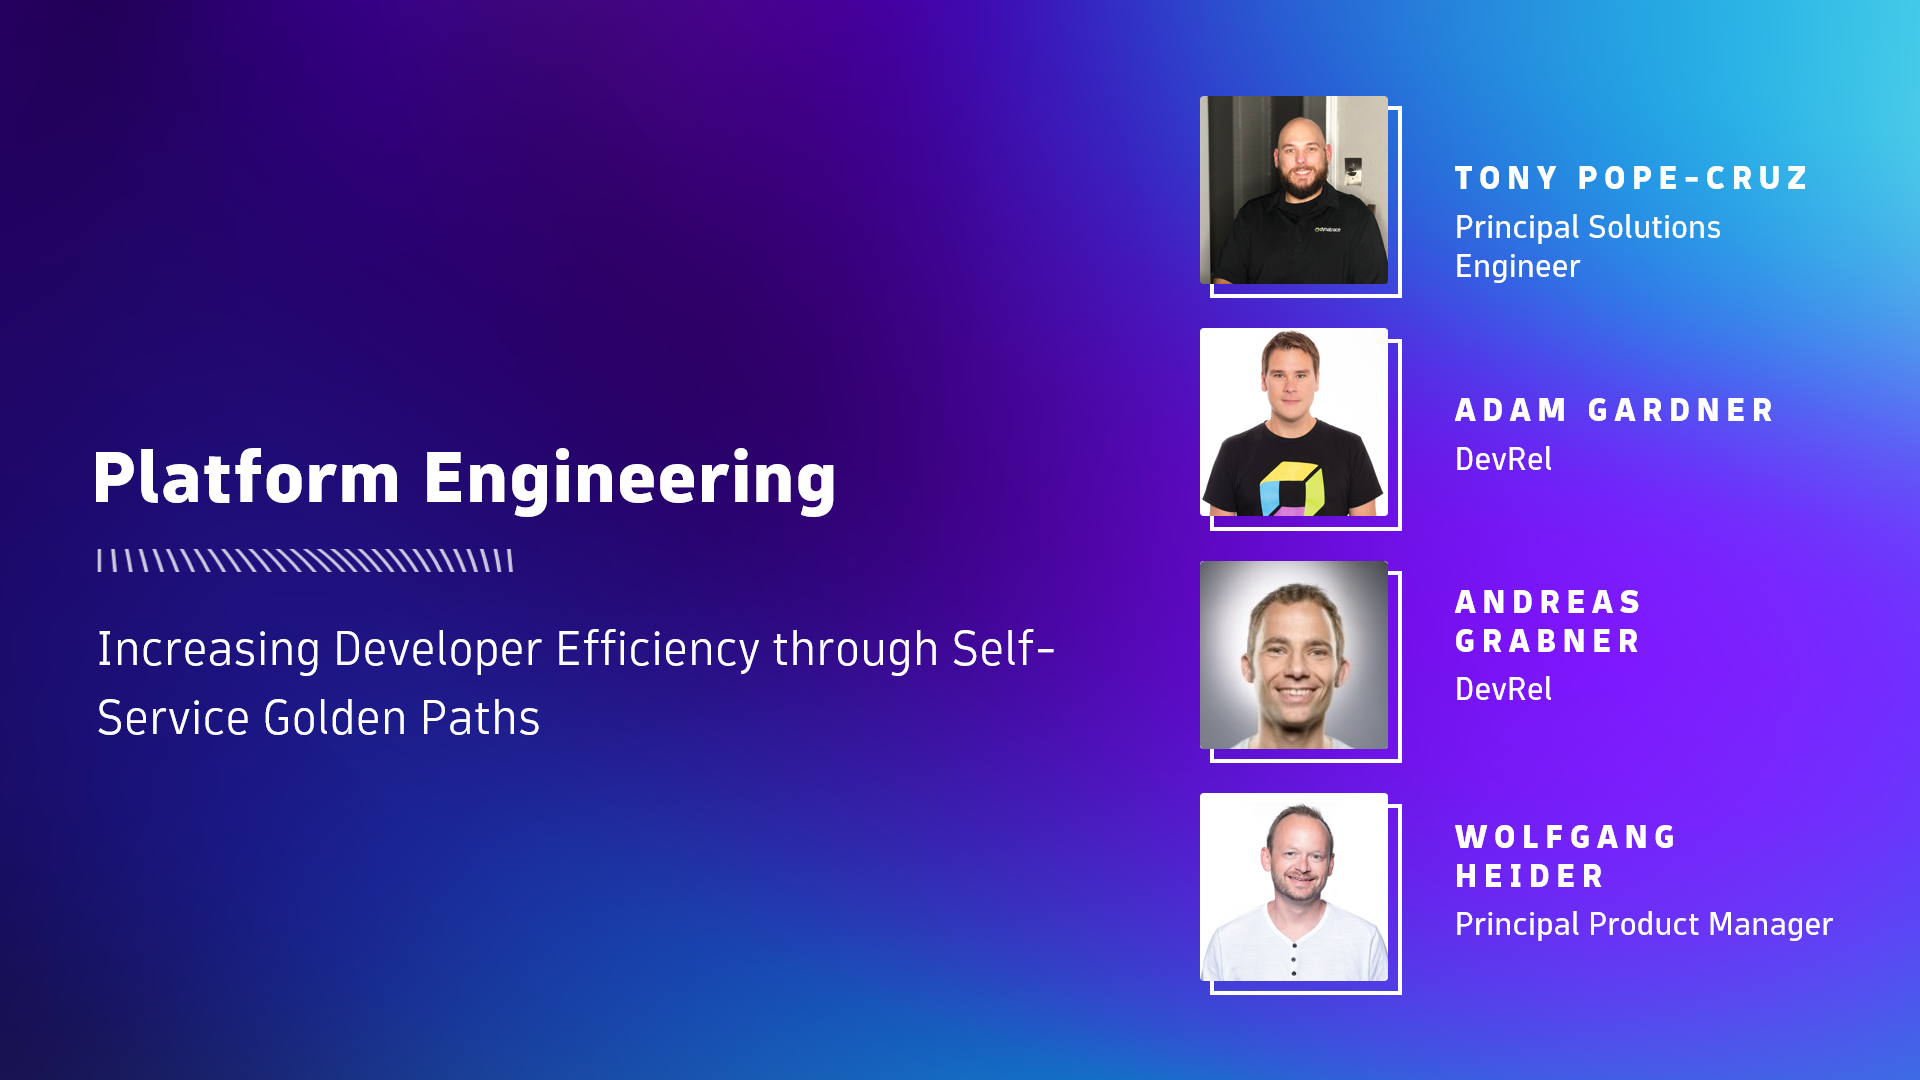 Platform Engineering
Increasing Developer Efficiency through Self-
Service Golden Paths
TONY POPE-CRUZ
Principal Solutions
Engineer
ADAM GARDNER
DevRel
ANDREAS
GRABNER
DevRel
WOLFGANG
HEIDER
Principal Product Manager
dynatrace